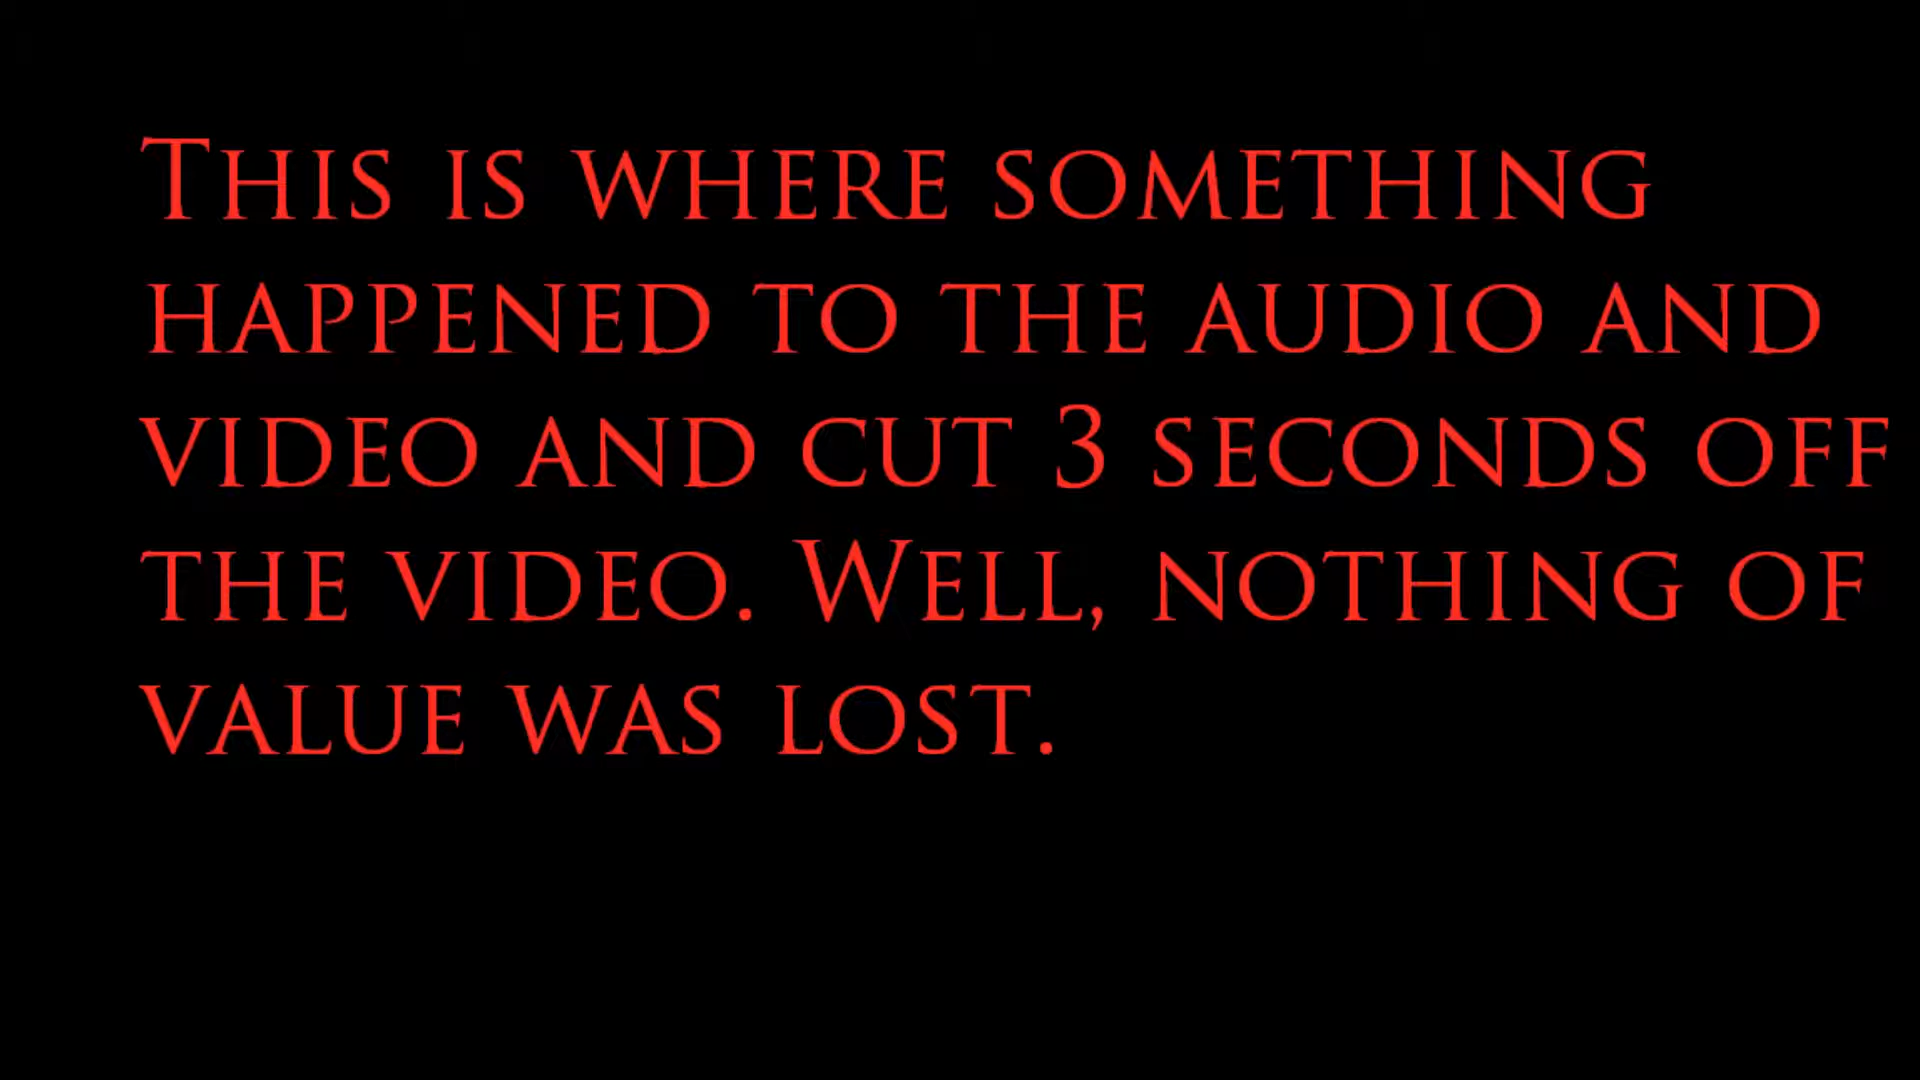 This is where something
happened to the audio and
video and cut 3 seconds off
the video. Well, nothing of
value was lost.